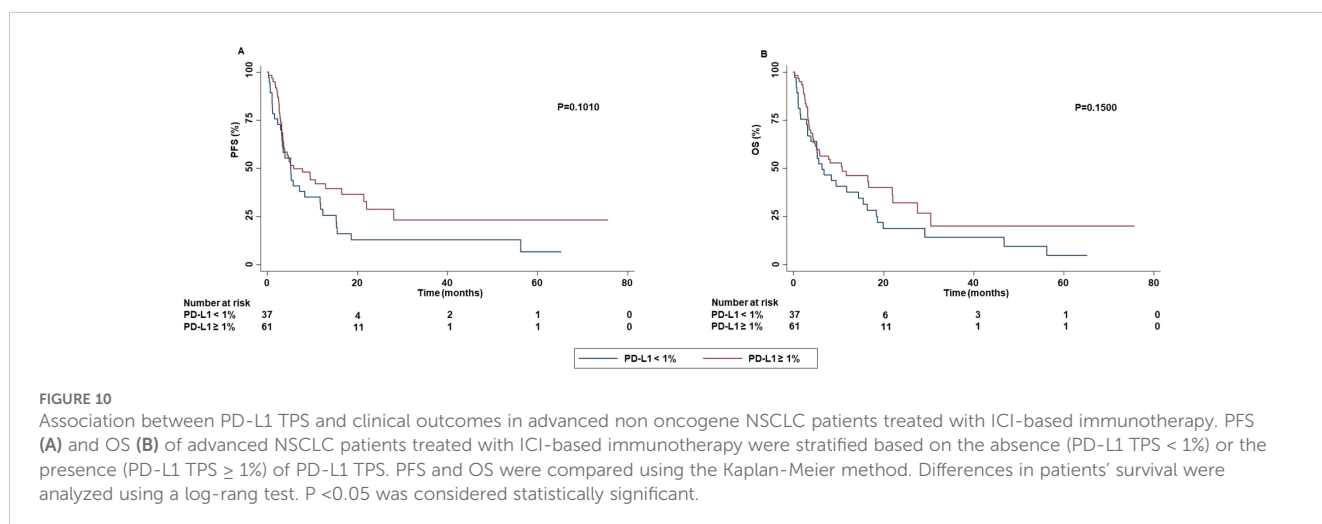 A
100
75
50
25
0
PFS (%)
P=0.1010
0 20 40 60 80
Time (months)
Number at risk
PD-L1 < 1% 37 4 2 1 0
PD-L1 ≥ 1% 61 11 1 1 0
B
100
75
50
25
0
OS (%)
P=0.1500
0 20 40 60 80
Time (months)
Number at risk
PD-L1 < 1% 37 6 3 1 0
PD-L1 ≥ 1% 61 11 1 1 0
PD-L1 < 1% PD-L1 ≥ 1%
FIGURE 10
Association between PD-L1 TPS and clinical outcomes in advanced non oncogene NSCLC patients treated with ICI-based immunotherapy. PFS
(A) and OS (B) of advanced NSCLC patients treated with ICI-based immunotherapy were stratified based on the absence (PD-L1 TPS < 1%) or the
presence (PD-L1 TPS ≥ 1%) of PD-L1 TPS. PFS and OS were compared using the Kaplan-Meier method. Differences in patients' survival were
analyzed using a log-rang test. P <0.05 was considered statistically significant.